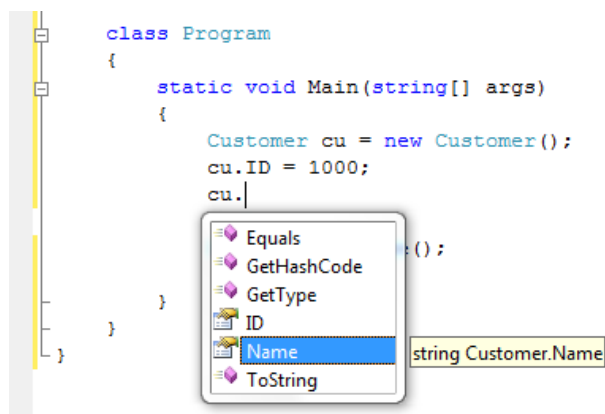 class Program
{
static void Main(string[] args)
{
Customer cu = new Customer();
cu.ID = 1000;
cu.
Equals
();
GetHashCode
GetType
}
ID
}
Name
string Customer.Name
}
ToString